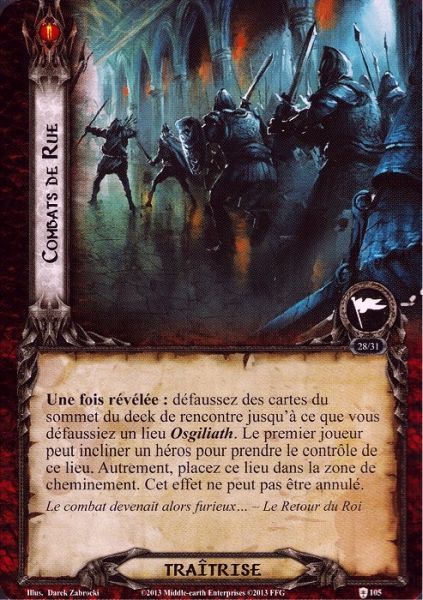 COMBATS DE RUE
28/31
Une fois révélée : défaussez des cartes du
sommet du deck de rencontre jusqu'à ce que vous
défaussiez un lieu Osgiliath. Le premier joueur
peut incliner un héros pour prendre le contrôle de
ce lieu. Autrement, placez ce lieu dans la zone de
cheminement. Cet effet ne peut pas être annulé.
Le combat devenait alors furieux… – Le Retour du Roi
TRAÎTRISE
Illus. Darek Zabrocki ©2013 Middle-earth Enterprises ©2013 FFG 105